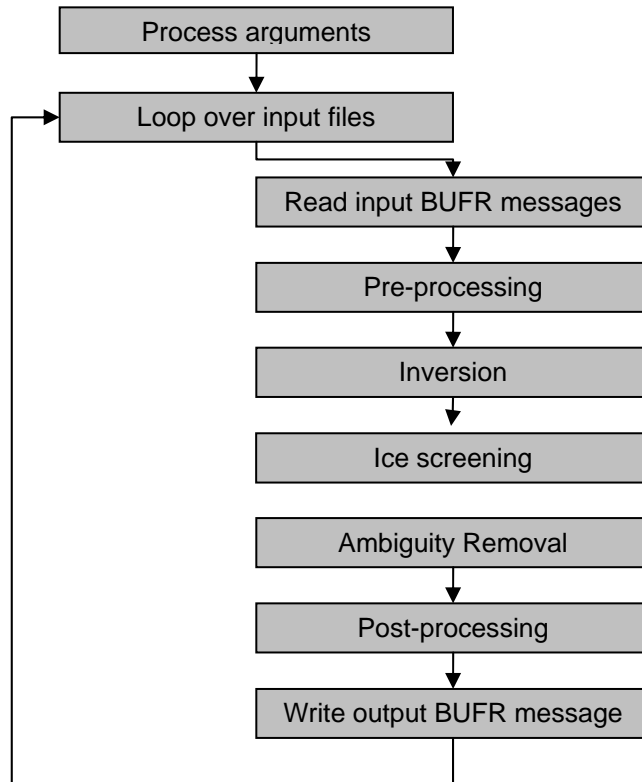 Process arguments
Loop over input files
Read input BUFR messages
Pre-processing
Inversion
Ice screening
Ambiguity Removal
Post-processing
Write output BUFR message